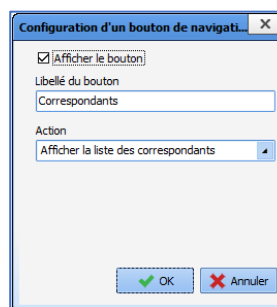 Configuration d'un bouton de navigati...
Afficher le bouton
Libellé du bouton
Correspondants
Action
Afficher la liste des correspondants
OK
Annuler